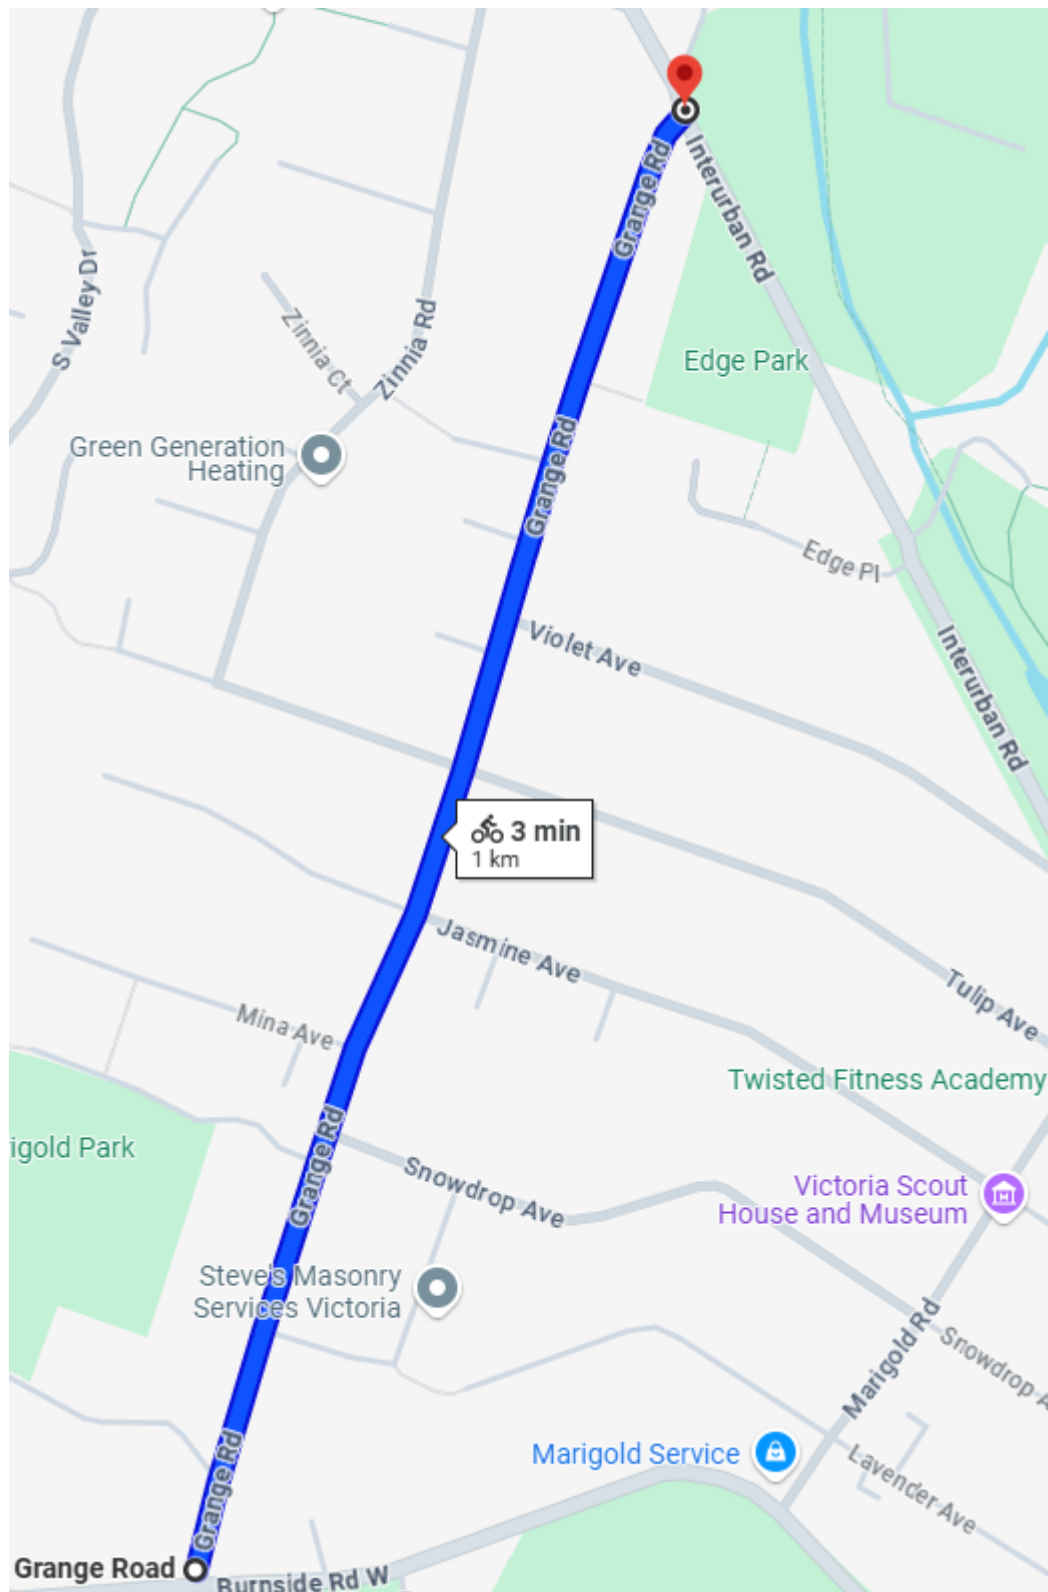 Grange Rd
Interurban Rd
S Valley Dr
Zinnia Ct
Zinnia Rd
Edge Park
Green Generation
Heating
Grange Rd
Edge Pl
Violet Ave
Interurban Rd
3 min
1 km
Jasmine Ave
Tulip Ave
Mina Ave
Twisted Fitness Academy
rigold Park
Grange Rd
Snowdrop Ave
Victoria Scout
House and Museum
Steve's Masonry
Services Victoria
Marigold Rd
Snowdrop A
Marigold Service
Lavender Ave
Grange Rd
Grange Road
Burnside Rd W